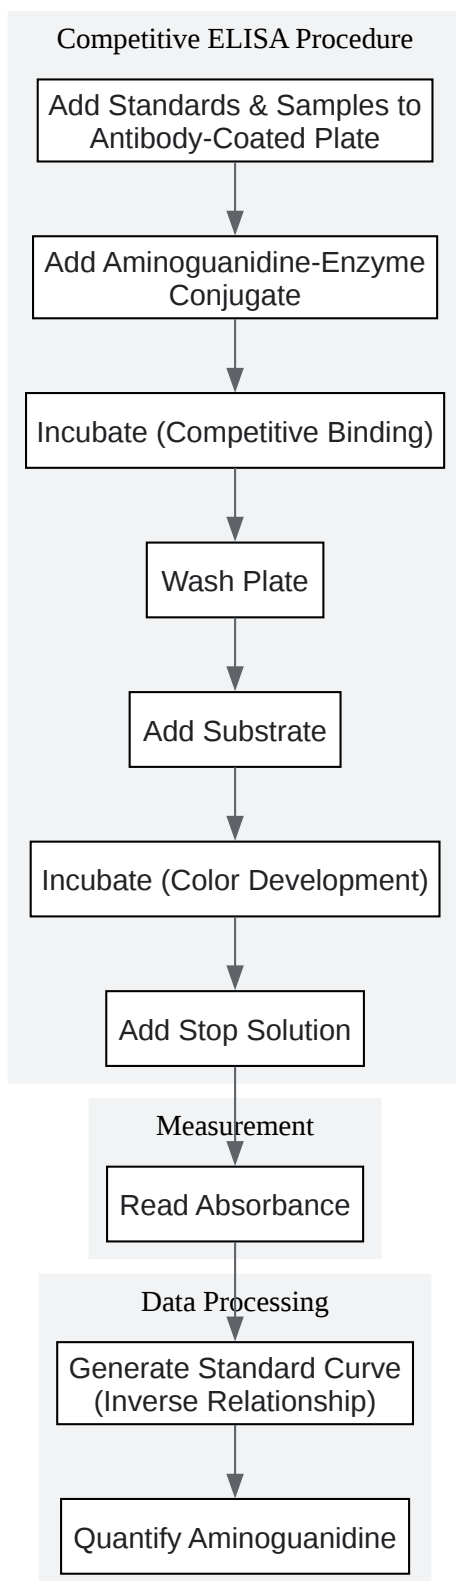 Competitive ELISA Procedure
Add Standards & Samples to
Antibody-Coated Plate
Add Aminoguanidine-Enzyme
Conjugate
Incubate (Competitive Binding)
Wash Plate
Add Substrate
Incubate (Color Development)
Add Stop Solution
Measurement
Read Absorbance
Data Processing
Generate Standard Curve
(Inverse Relationship)
Quantify Aminoguanidine